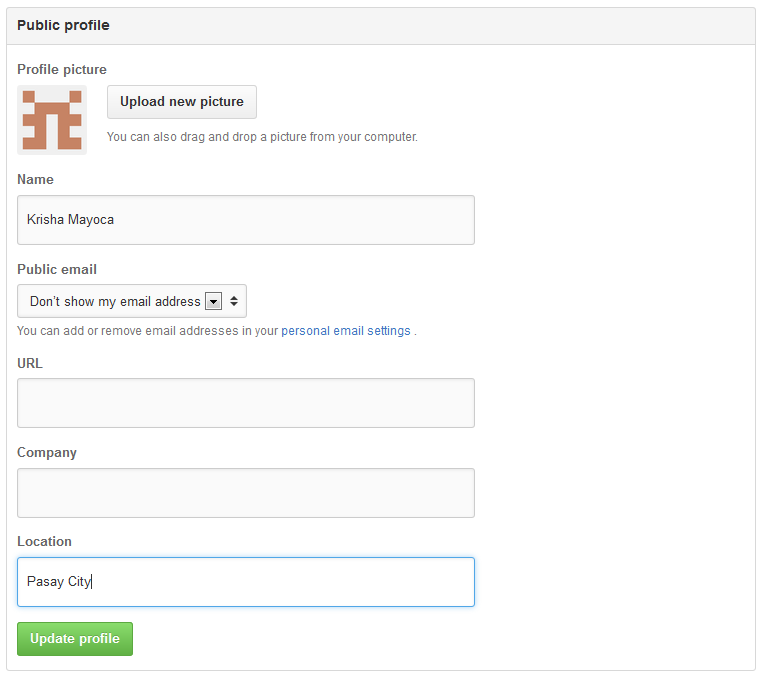 Public profile
Profile picture
Upload new picture
You can also drag and drop a picture from your computer.
Name
Krisha Mayoca
Public email
Don't show my email address
You can add or remove email addresses in your personal email settings .
URL
Company
Location
Pasay City
Update profile